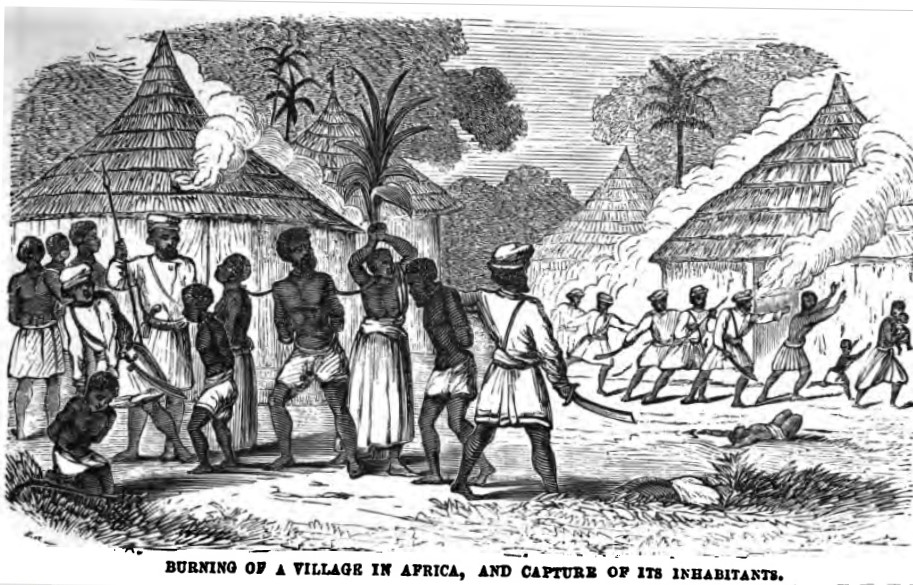 BURNING OF A VILLAGE IN AFRICA, AND CAPTURE OF ITS INHABITANTS.